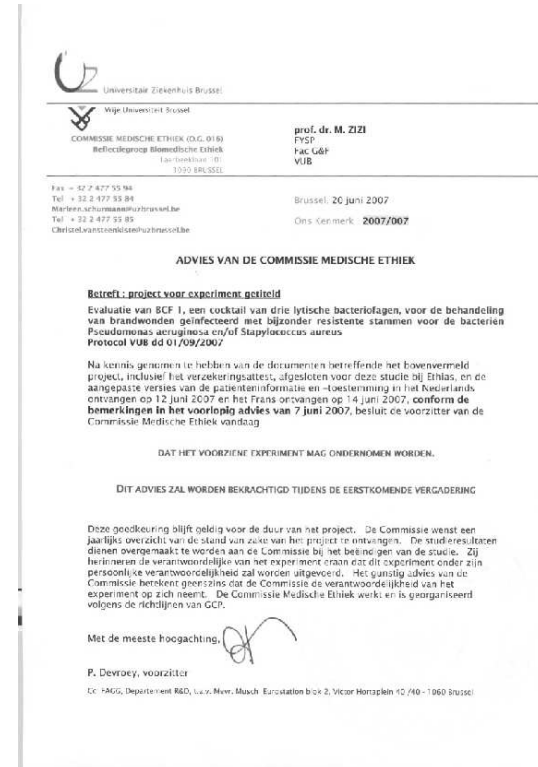 Universitair Ziekenhuis Brussel
Vrije Universiteit Brussel
COMMISSIE MEDISCHE ETHIEK (O.G. 016)
Reflectiegroep Biomedische Ethiek
Laarbeeklaan 101
1090 BRUSSEL
prof. dr. M. ZIZI
FYSP
Fac G&F
VUB
Fax + 32 2 477 55 94
Tel + 32 2 477 55 84
Marleen.schurmann@uzbrussel.be
Tel + 32 2 477 55 85
Christel.vansteenkiste@uzbrussel.be
Brussel, 20 juni 2007
Ons Kenmerk 2007/007
ADVIES VAN DE COMMISSIE MEDISCHE ETHIEK
Betreft : project voor experiment getiteld
Evaluatie van BCF 1, een cocktail van drie lytische bacteriofagen, voor de behandeling
van brandwonden geïnfecteerd met bijzonder resistente stammen voor de bacteriën
Pseudomonas aeruginosa en/of Stapylococcus aureus
Protocol VUB dd 01/09/2007
Na kennis genomen te hebben van de documenten betreffende het bovenvermeld
project, inclusief het verzekeringsattest, afgesloten voor deze studie bij Ethias, en de
aangepaste versies van de patiënteninformatie en -toestemming in het Nederlands
ontvangen op 12 juni 2007 en het Frans ontvangen op 14 juni 2007, conform de
bemerkingen in het voorlopig advies van 7 juni 2007, besluit de voorzitter van de
Commissie Medische Ethiek vandaag
DAT HET VOORZIENE EXPERIMENT MAG ONDERNOMEN WORDEN.
DIT ADVIES ZAL WORDEN BEKRACHTIGD TIJDENS DE EERSTKOMENDE VERGADERING
Deze goedkeuring blijft geldig voor de duur van het project. De Commissie wenst een
jaarlijks overzicht van de stand van zake van het project te ontvangen. De studieresultaten
dienen overgemaakt te worden aan de Commissie bij het beëindigen van de studie. Zij
herinneren de verantwoordelijke van het experiment eraan dat dit experiment onder zijn
persoonlijke verantwoordelijkheid zal worden uitgevoerd. Het gunstig advies van de
Commissie betekent geenszins dat de Commissie de verantwoordelijkheid van het
experiment op zich neemt. De Commissie Medische Ethiek werkt en is georganiseerd
volgens de richtlijnen van GCP.
Met de meeste hoogachting,
P. Devroey, voorzitter
Cc FAGG, Departement R&D, t.a.v. Mevr. Musch Eurostation blok 2, Victor Hortaplein 40 /40 - 1060 Brussel